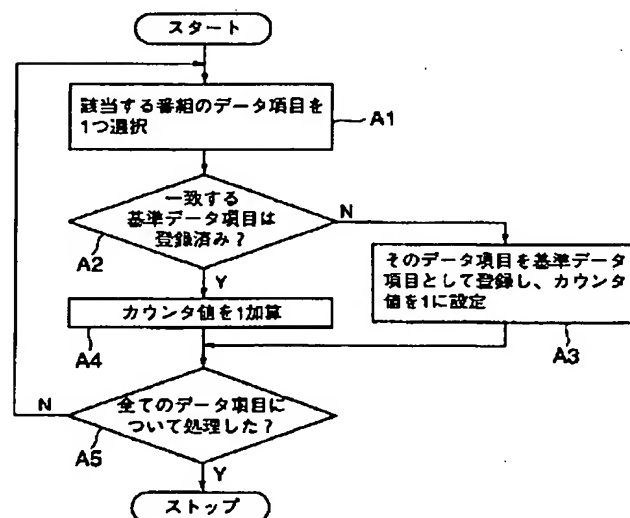 スタート
該当する番組のデータ項目を
1つ選択
A1
一致する
基準データ項目は
登録済み?
A2
N
Y
そのデータ項目を基準データ
項目として登録し、カウンタ
値を1に設定
A3
カウンタ値を1加算
A4
全てのデータ項目に
ついて処理した?
A5
N
Y
ストップ